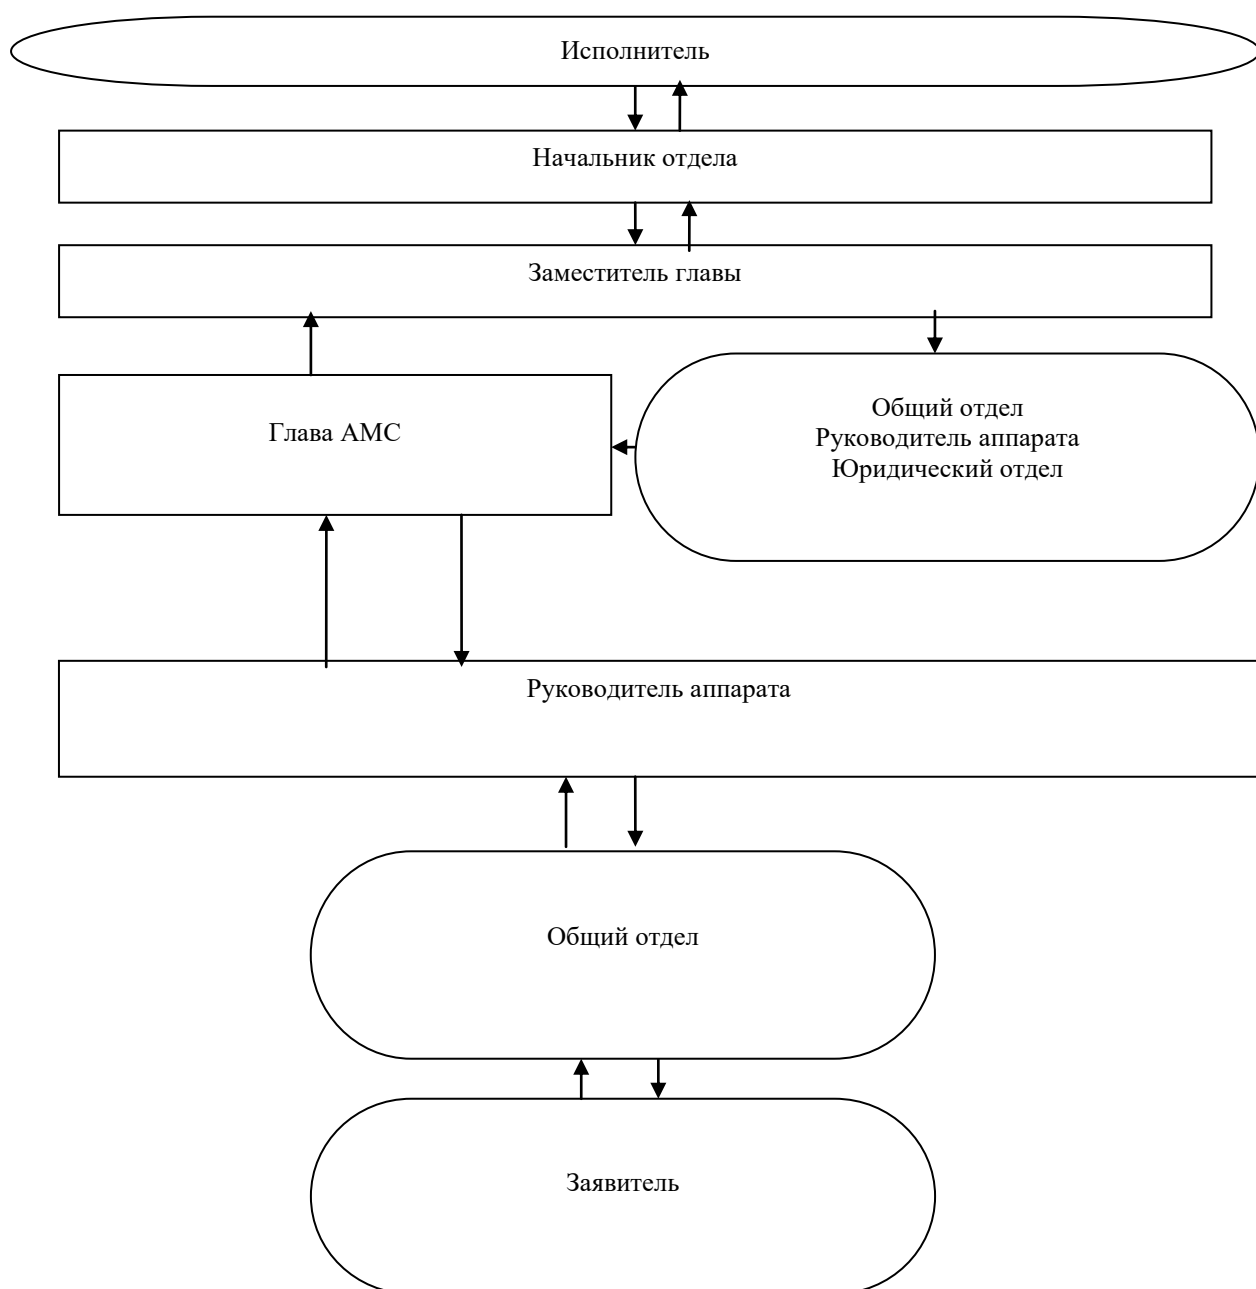 Исполнитель
Начальник отдела
Заместитель главы
Глава АМС
Общий отдел
Руководитель аппарата
Юридический отдел
Руководитель аппарата
Общий отдел
Заявитель